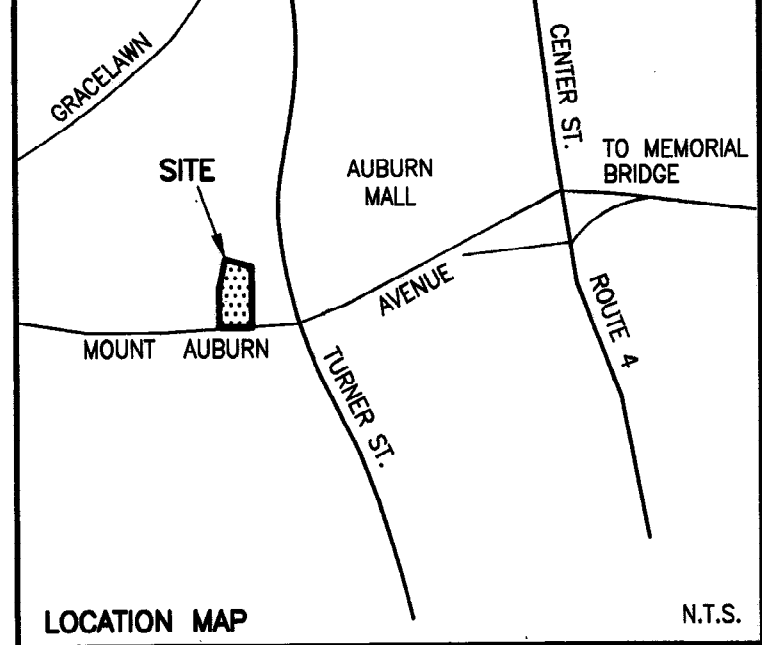 GRACELAWN
CENTER ST.
SITE
AUBURN
MALL
TO MEMORIAL
BRIDGE
AVENUE
MOUNT AUBURN
ROUTE 4
TURNER ST.
LOCATION MAP
N.T.S.